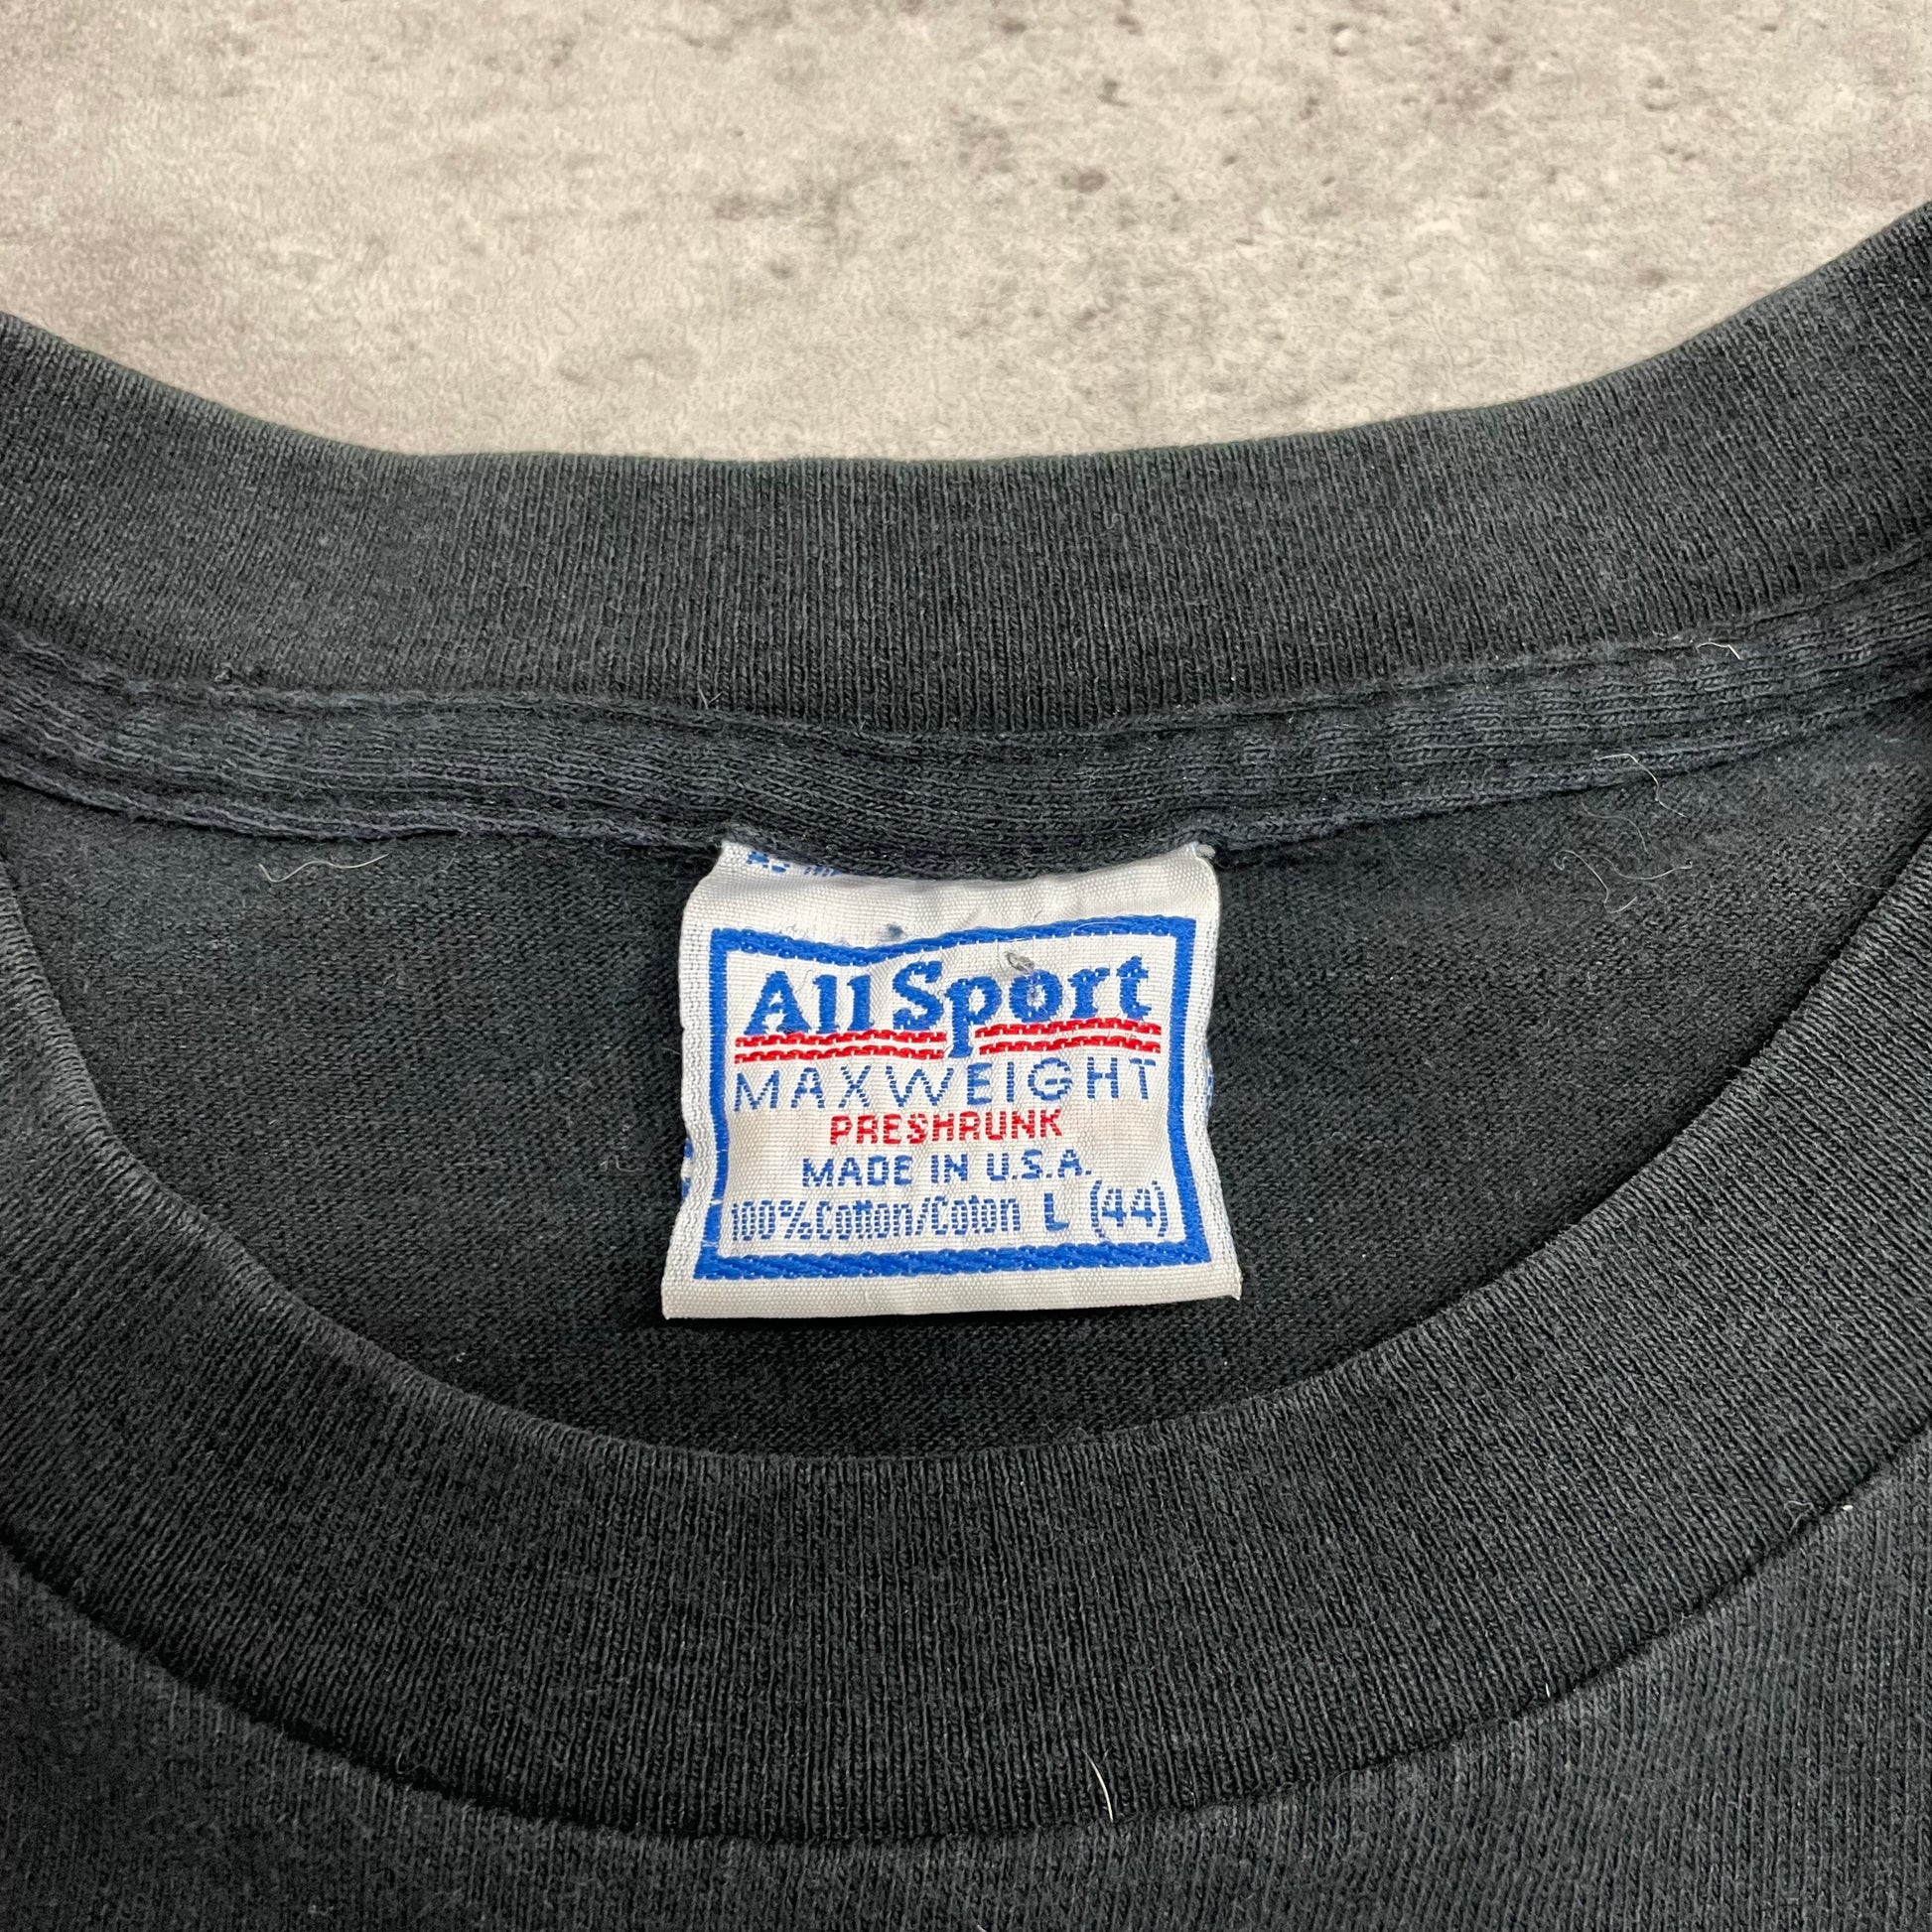 All Sport
MAXWEIGHT
PRESHRUNK
MADE IN U.S.A.
100% Cotton/Coton L (44)